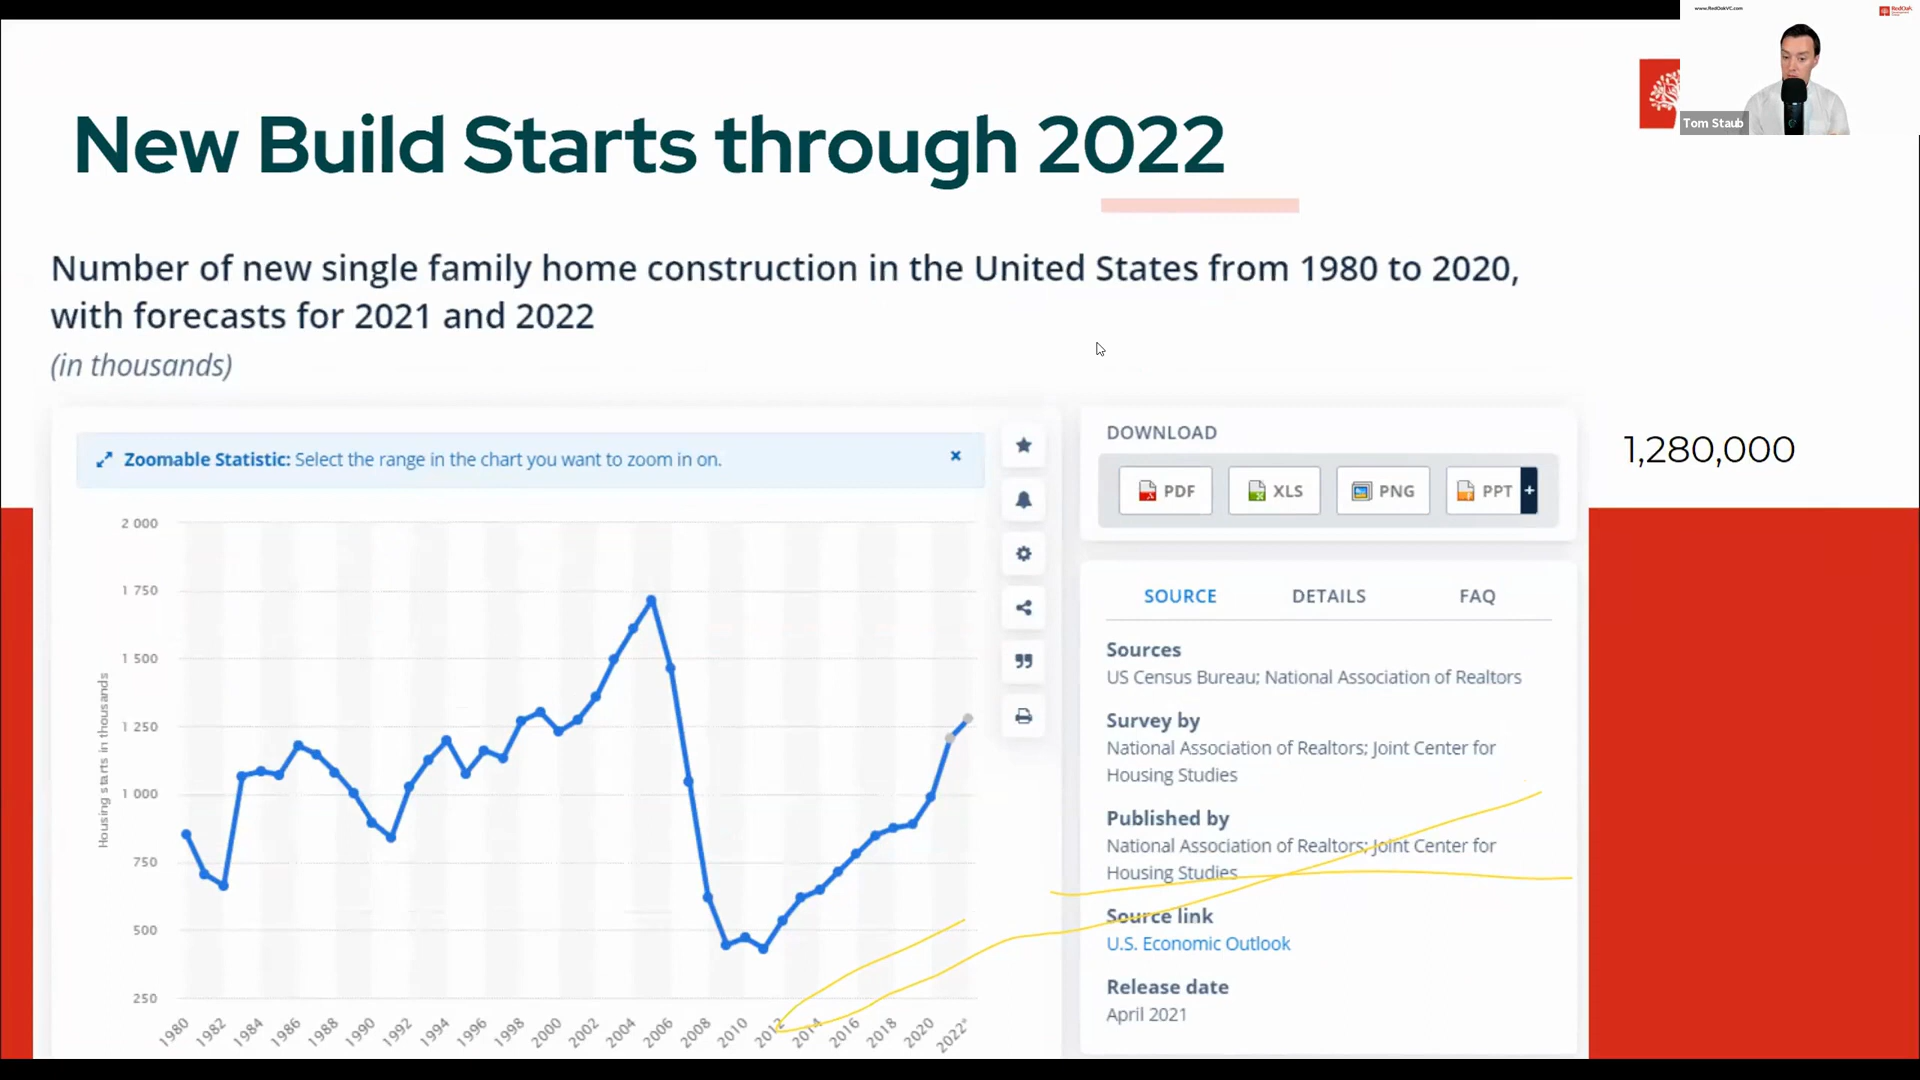 www.RedOakVC.com
RedOak
Tom Staub
New Build Starts through 2022
Number of new single family home construction in the United States from 1980 to 2020,
with forecasts for 2021 and 2022
(in thousands)
Zoomable Statistic: Select the range in the chart you want to zoom in on.
DOWNLOAD
PDF
XLS
PNG
PPT
+
1,280,000
2 000
1 750
1 500
1 250
1 000
750
500
250
Housing starts in thousands
1980
1982
1984
1986
1988
1990
1992
1994
1996
1998
2000
2002
2004
2006
2008
2010
2012
2014
2016
2018
2020
2022*
SOURCE
DETAILS
FAQ
Sources
US Census Bureau; National Association of Realtors
Survey by
National Association of Realtors; Joint Center for
Housing Studies
Published by
National Association of Realtors; Joint Center for
Housing Studies
Source link
U.S. Economic Outlook
Release date
April 2021